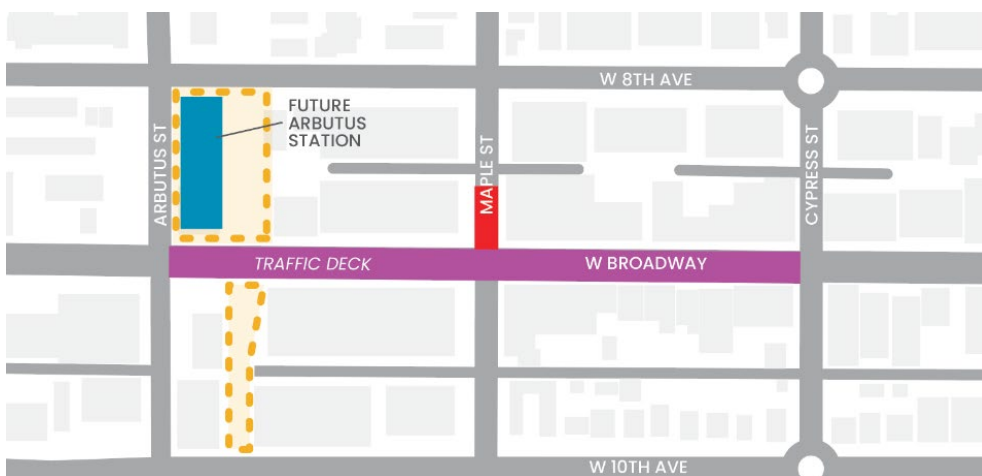 W 8TH AVE
FUTURE
ARBUTUS
STATION
ARBUTUS ST
MAPLE ST
CYPRESS ST
TRAFFIC DECK
W BROADWAY
W 10TH AVE